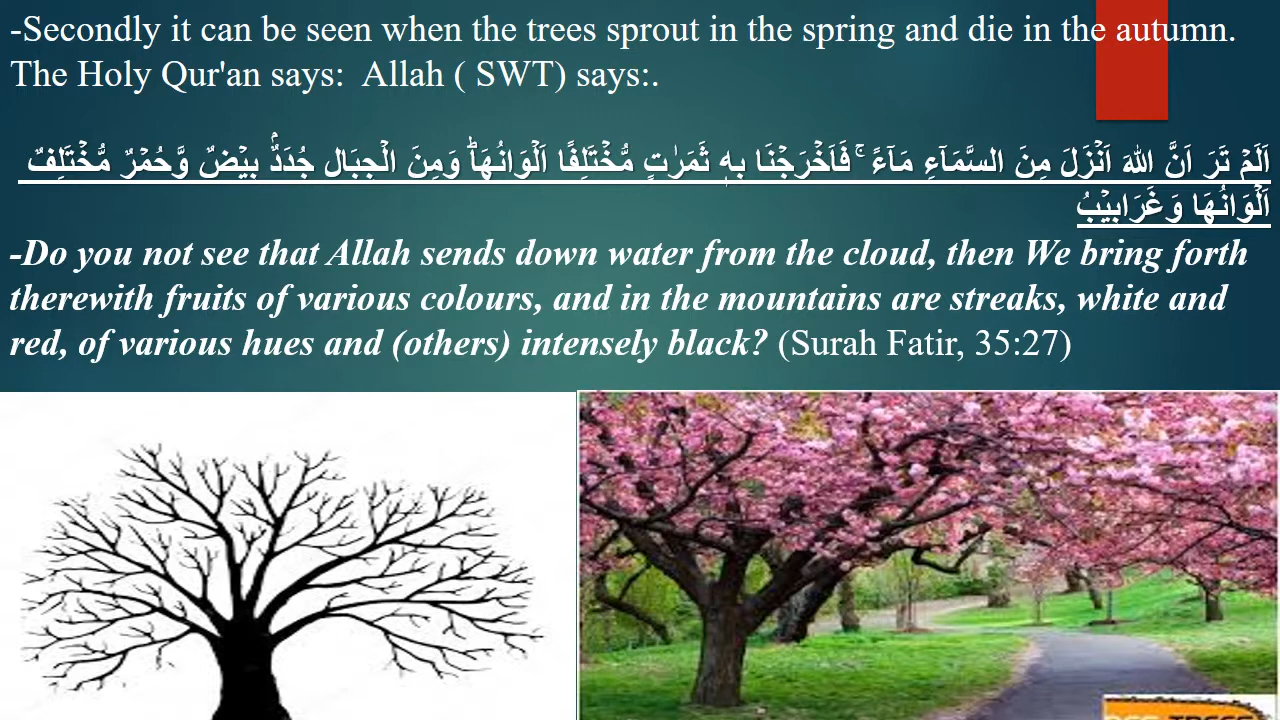 -Secondly it can be seen when the trees sprout in the spring and die in the autumn.
The Holy Qur'an says:  Allah ( SWT) says:.
اَلَمۡ تَرَ اَنَّ اللّٰهَ اَنۡزَلَ مِنَ السَّمَآءِ مَآءً ۚ فَاَخۡرَجۡنَا بِهٖ ثَمَرٰتٍ مُّخۡتَلِفًا اَلۡوَانُهَاؕ وَمِنَ الۡجِبَالِ جُدَدٌۢ بِيۡضٌ وَّحُمۡرٌ مُّخۡتَلِفٌ
اَلۡوَانُهَا وَغَرَابِيۡبُ
-Do you not see that Allah sends down water from the cloud, then We bring forth
therewith fruits of various colours, and in the mountains are streaks, white and
red, of various hues and (others) intensely black? (Surah Fatir, 35:27)